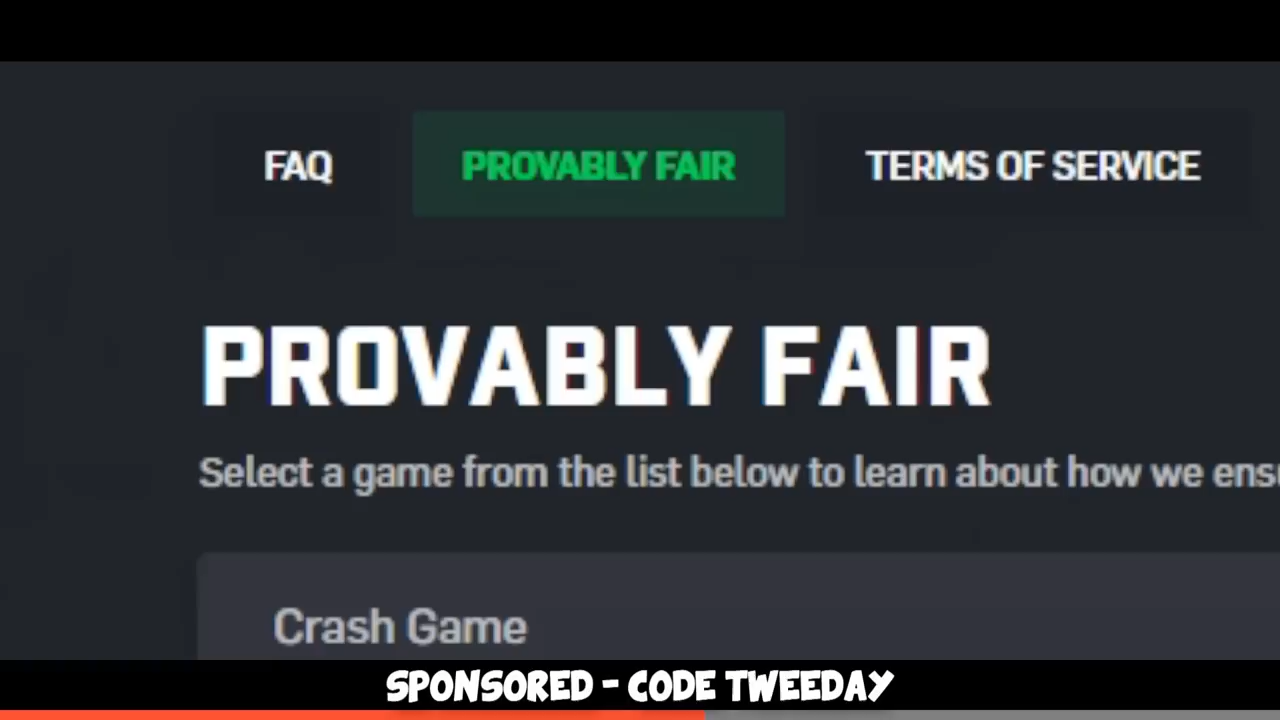 FAQ
PROVABLY FAIR
TERMS OF SERVICE
PROVABLY FAIR
Select a game from the list below to learn about how we
Crash Game
SPONSORED - CODE TWEEDAY